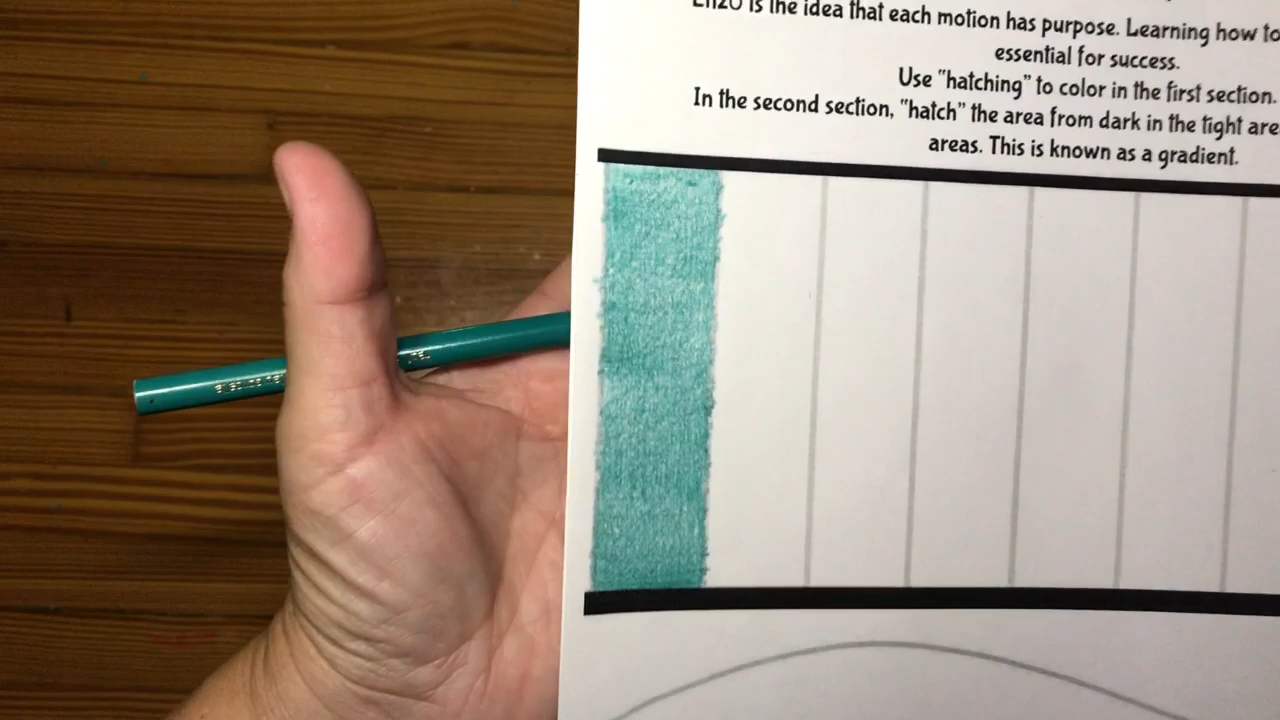 Enzo is the idea that each motion has purpose. Learning how to
essential for success.
Use "hatching" to color in the first section.
In the second section, "hatch" the area from dark in the tight are
areas. This is known as a gradient.